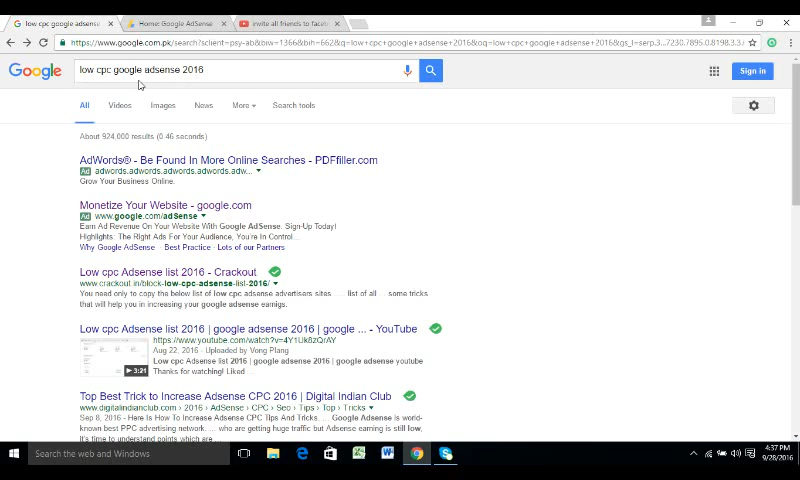 low cpc google adsense
Home: Google AdSense
invite all friends to facebo
https://www.google.com.pk/search?client=psy-ab&biw=1366&bih=662&q=low+cpc+google+adsense+2016&oq=low+cpc+google+adsense+2016&gs_l=serp.3...7230.7895.0.8198.3.3.
Google
low cpc google adsense 2016
Sign in
All Videos Images News More Search tools
About 924,000 results (0.46 seconds)
AdWords® - Be Found In More Online Searches - PDFfiller.com
Ad adwords.adwords.adwords.adwords.adw...
Grow Your Business Online.
Monetize Your Website - google.com
Ad www.google.com/adSense
Earn Ad Revenue On Your Website With Google AdSense. Sign-Up Today!
Highlights: The Right Ads For Your Audience, You're In Control...
Why Google AdSense · Best Practice · Lots of our Partners
Low cpc Adsense list 2016 - Crackout
www.crackout.in/block-low-cpc-adsense-list-2016/
You need only to copy the below list of low cpc adsense advertisers sites ..... list of all ... some tricks
that will help you in increasing your google adsense earnigs.
Low cpc Adsense list 2016 | google adsense 2016 | google ... - YouTube
https://www.youtube.com/watch?v=4Y1Uk8zQrAY
Aug 22, 2016 - Uploaded by Vong Plang
Low cpc Adsense list 2016 | google adsense 2016 | google adsense youtube
Thanks for watching! Liked ...
3:21
Top Best Trick to Increase Adsense CPC 2016 | Digital Indian Club
www.digitalindianclub.com › 2016 › AdSense › CPC › Seo › Tips › Top › Tricks
Sep 8, 2016 - Here Is How To Increase Adsense CPC Tips And Tricks. ... Google Adsense is world-
known best PPC advertising network. ... who are getting huge traffic but Adsense earning is still low,
it's time to understand points which are ...
Search the web and Windows
4:37 PM
9/28/2016